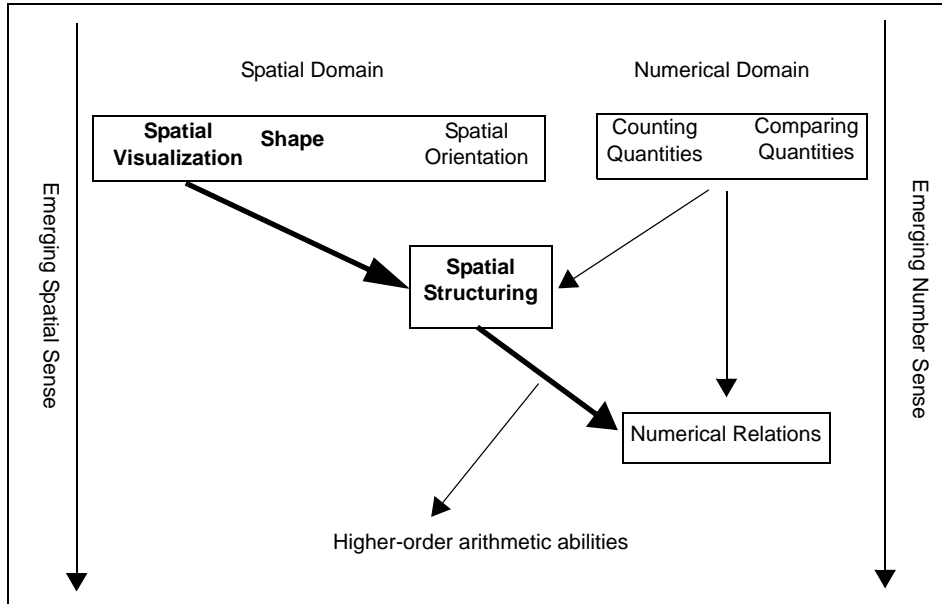 Spatial Domain
Numerical Domain
Spatial
Visualization
Shape
Spatial
Orientation
Counting
Quantities
Comparing
Quantities
Emerging Spatial Sense
Emerging Number Sense
Spatial
Structuring
Numerical Relations
Higher-order arithmetic abilities